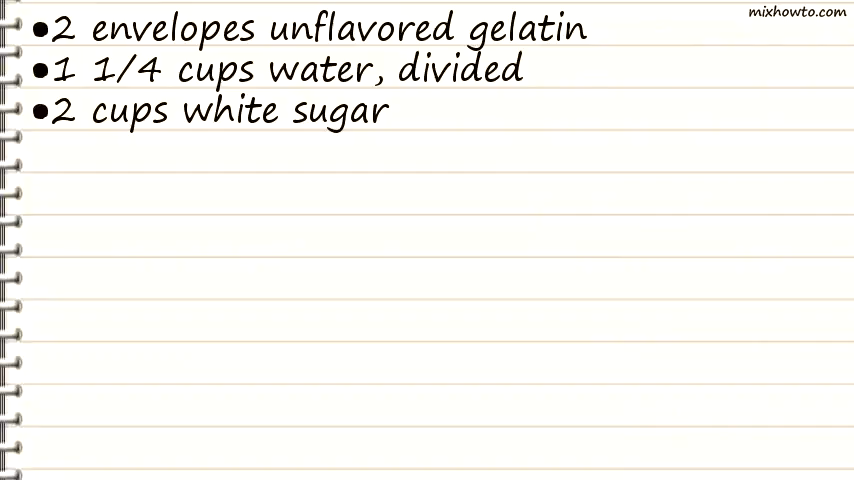 mixhowto.com
•2 envelopes unflavored gelatin
•1 1/4 cups water, divided
•2 cups white sugar